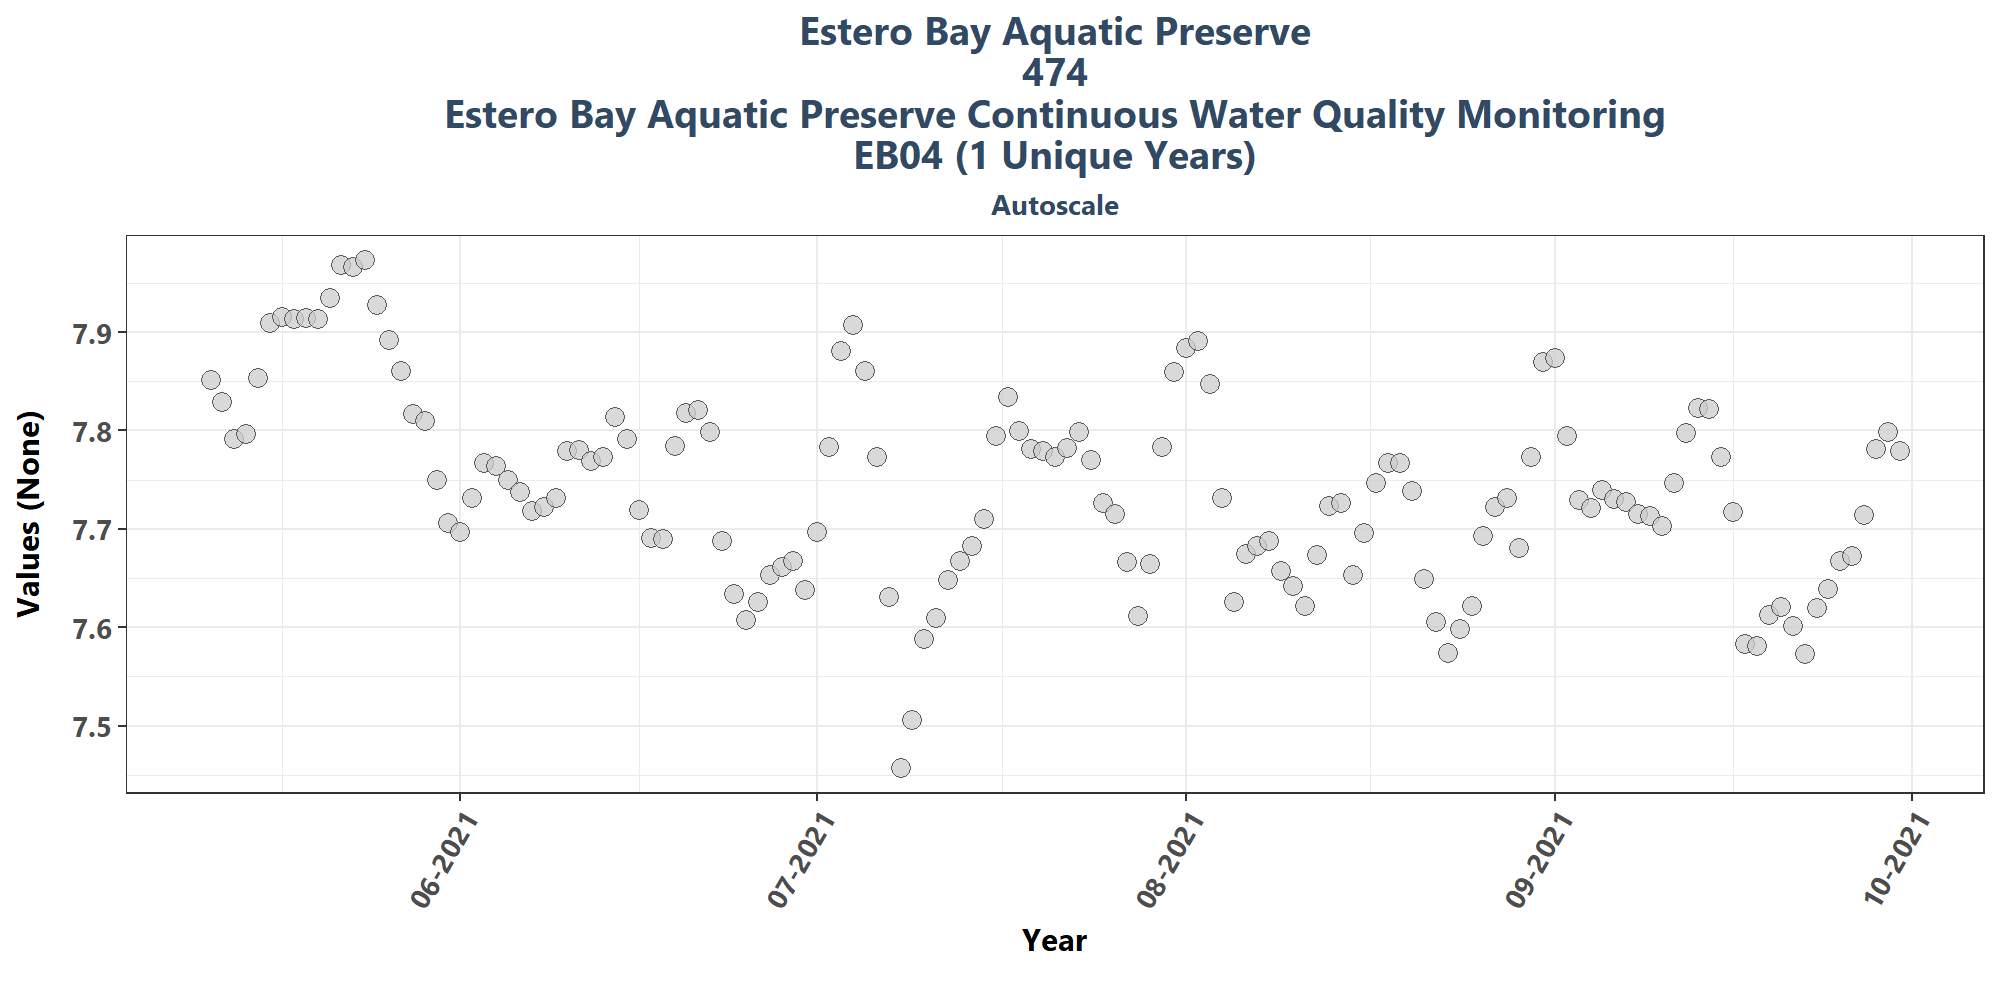 Estero Bay Aquatic Preserve
474
Estero Bay Aquatic Preserve Continuous Water Quality Monitoring
EB04 (1 Unique Years)
Autoscale
Values (None)
7.9
7.8
7.7
7.6
7.5
06-2021
07-2021
08-2021
09-2021
10-2021
Year